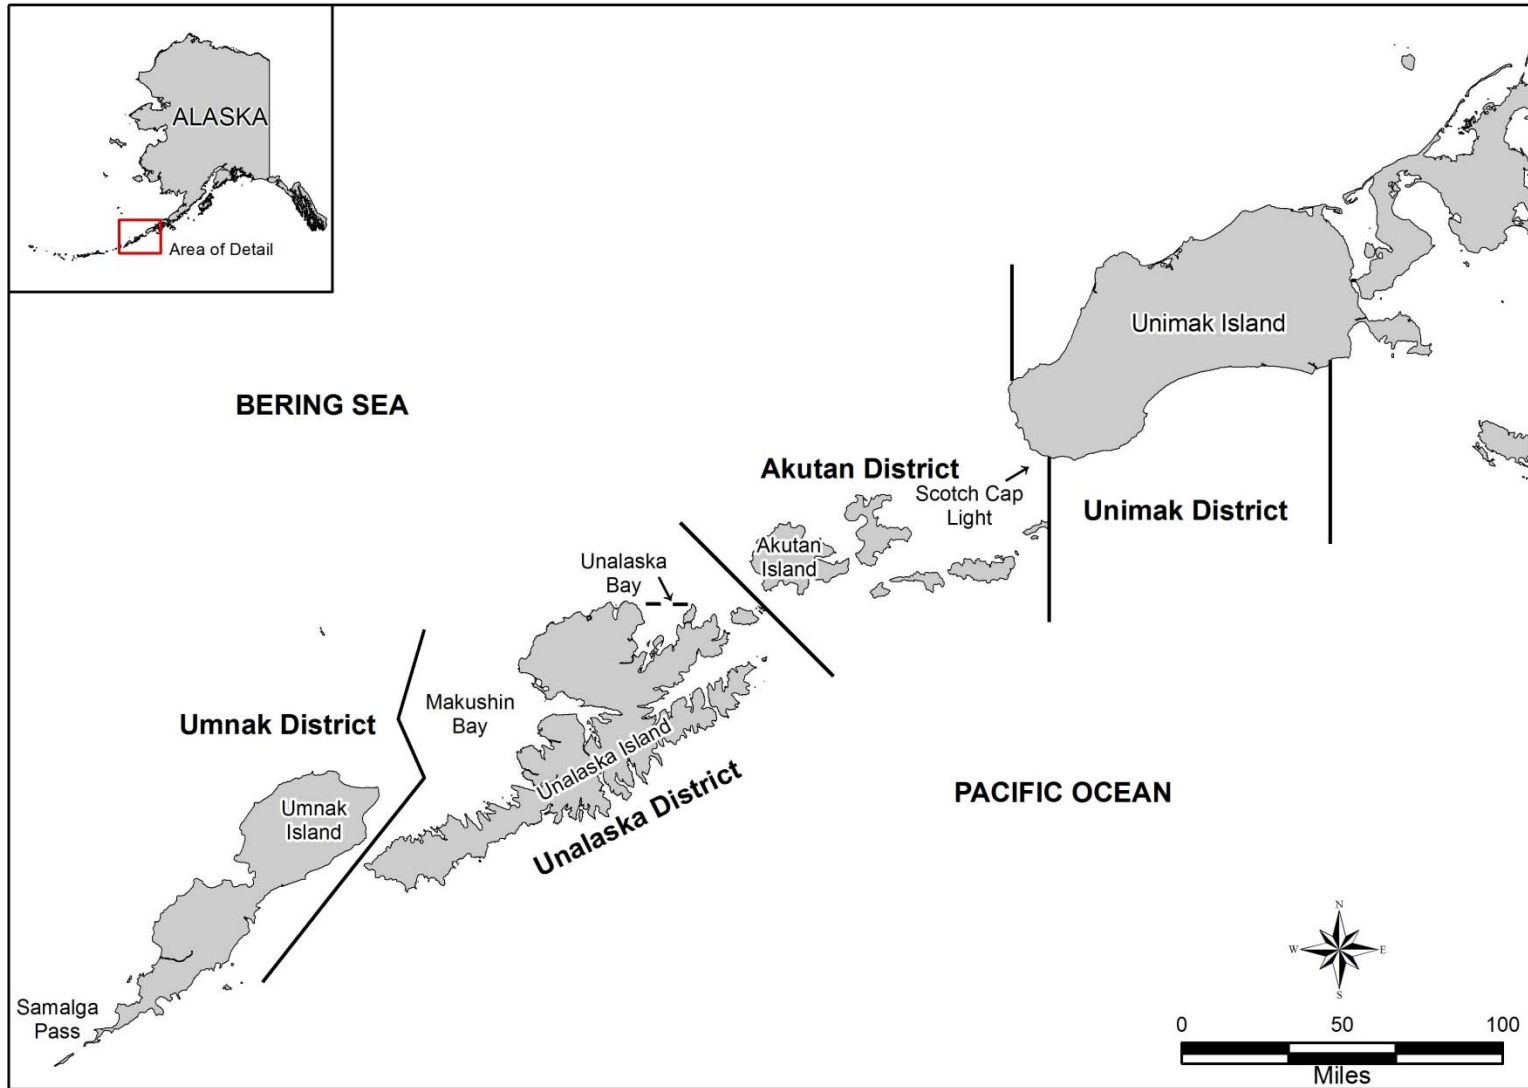 ALASKA
Area of Detail
BERING SEA
Unimak Island
Akutan District
Scotch Cap
Light
Unimak District
Akutan
Island
Unalaska
Bay
Makushin
Bay
Umnak District
Unalaska Island
Unalaska District
PACIFIC OCEAN
Umnak
Island
Samalga
Pass
N
W
E
S
0 50 100
Miles